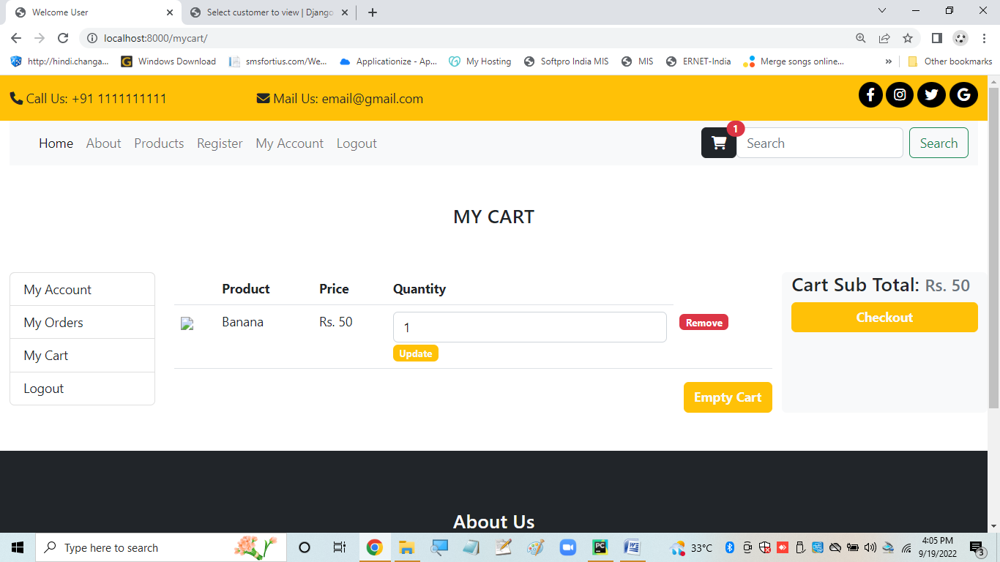 Welcome User
Select customer to view | Django
localhost:8000/mycart/
http://hindi.changa...
Windows Download
smsfortius.com/We...
Applicationize - Ap...
My Hosting
Softpro India MIS
MIS
ERNET-India
Merge songs online...
»
Other bookmarks
Call Us: +91 1111111111
Mail Us: email@gmail.com
Home About Products Register My Account Logout
1
Search
Search
MY CART
My Account
My Orders
My Cart
Logout
Product Price Quantity
Banana Rs. 50 1
Remove
Update
Empty Cart
Cart Sub Total: Rs. 50
Checkout
About Us
Type here to search
33°C
4:05 PM
9/19/2022
3